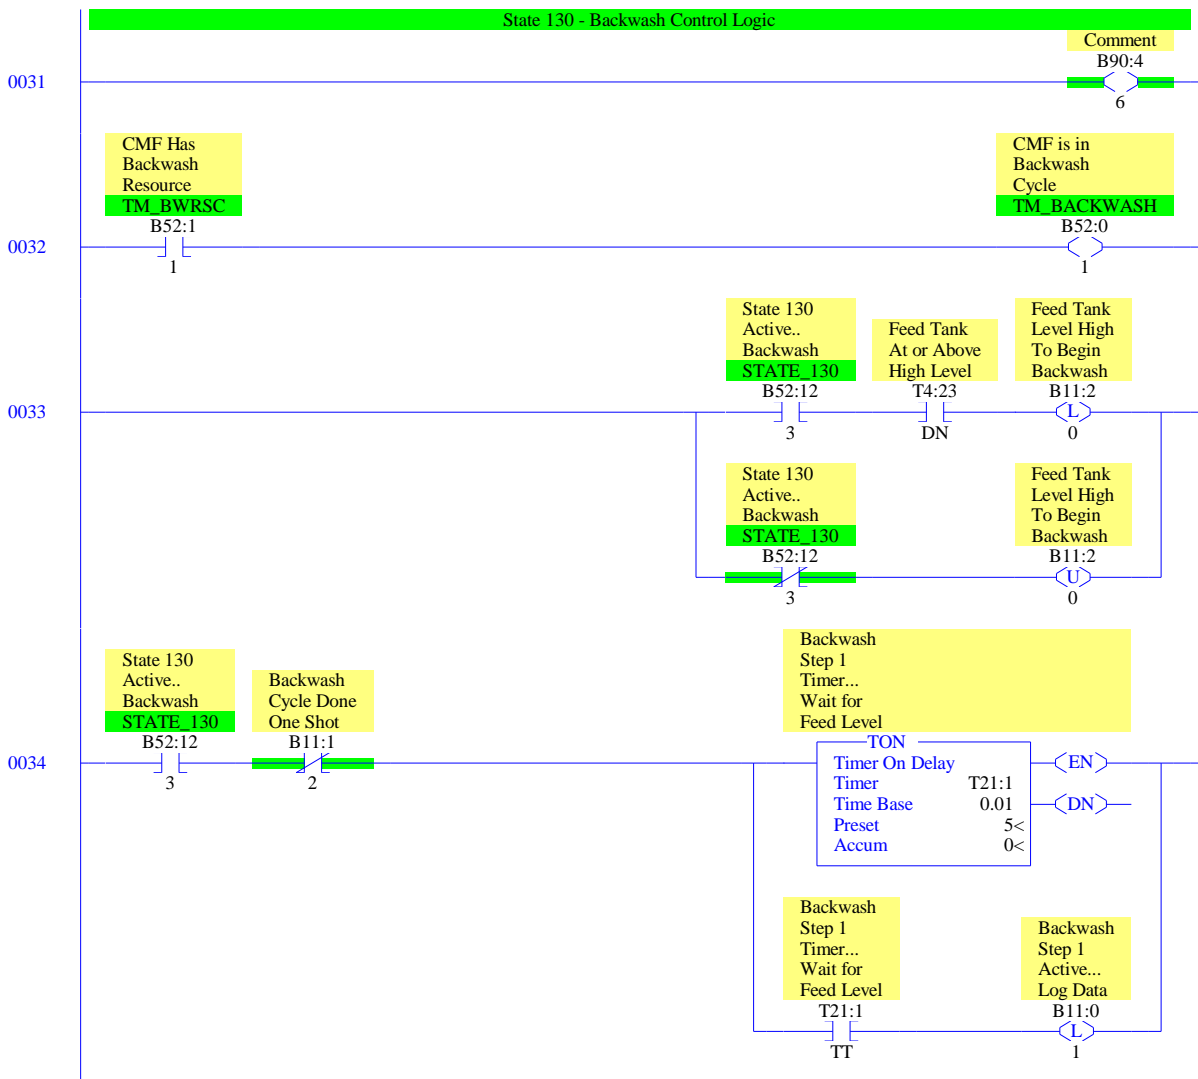 State 130 - Backwash Control Logic
Comment
B90:4
0031
6
CMF Has
Backwash
Resource
TM_BWRSC
B52:1
1
CMF is in
Backwash
Cycle
TM_BACKWASH
B52:0
1
0032
State 130
Active..
Backwash
STATE_130
B52:12
3
Feed Tank
At or Above
High Level
T4:23
DN
Feed Tank
Level High
To Begin
Backwash
B11:2
L
0
0033
State 130
Active..
Backwash
STATE_130
B52:12
3
Feed Tank
Level High
To Begin
Backwash
B11:2
U
0
State 130
Active..
Backwash
STATE_130
B52:12
3
Backwash
Cycle Done
One Shot
B11:1
2
0034
Backwash
Step 1
Timer...
Wait for
Feed Level
TON
Timer On Delay
Timer T21:1
Time Base 0.01
Preset 5<
Accum 0<
EN
DN
Backwash
Step 1
Timer...
Wait for
Feed Level
T21:1
TT
Backwash
Step 1
Active...
Log Data
B11:0
L
1